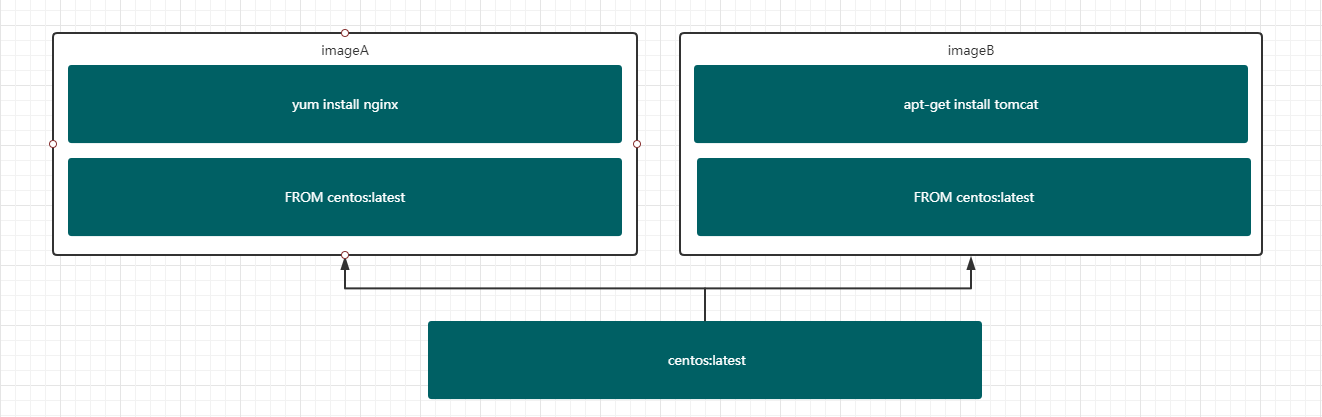 imageA
yum install nginx
FROM centos:latest
imageB
apt-get install tomcat
FROM centos:latest
centos:latest